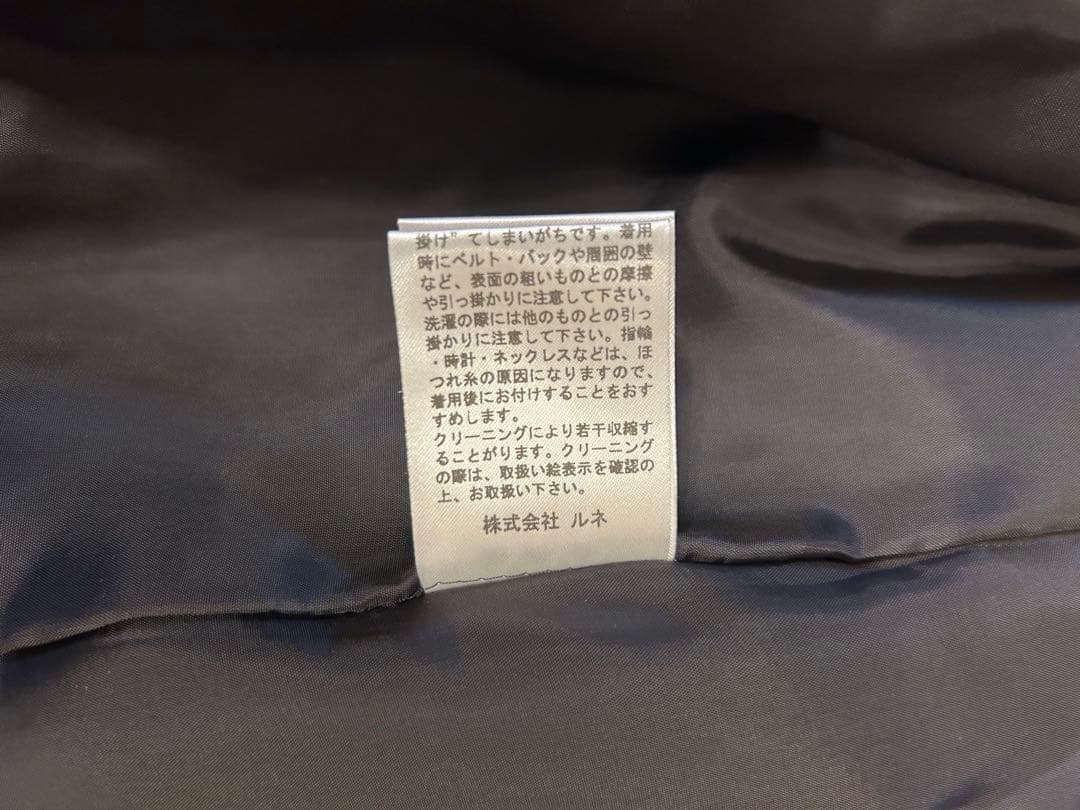 掛け”てしまいがちです。着用
時にベルト・バックや周囲の壁
など、表面の粗いものとの摩擦
や引っ掛かりに注意して下さい。
洗濯の際には他のものとの引っ
掛かりに注意して下さい。指輪
・時計・ネックレスなどは、ほ
つれ糸の原因になりますので、
着用後にお付けすることをおす
すめします。
クリーニングにより若干収縮す
ることがります。クリーニング
の際は、取扱い絵表示を確認の
上、お取扱い下さい。
株式会社 ルネ